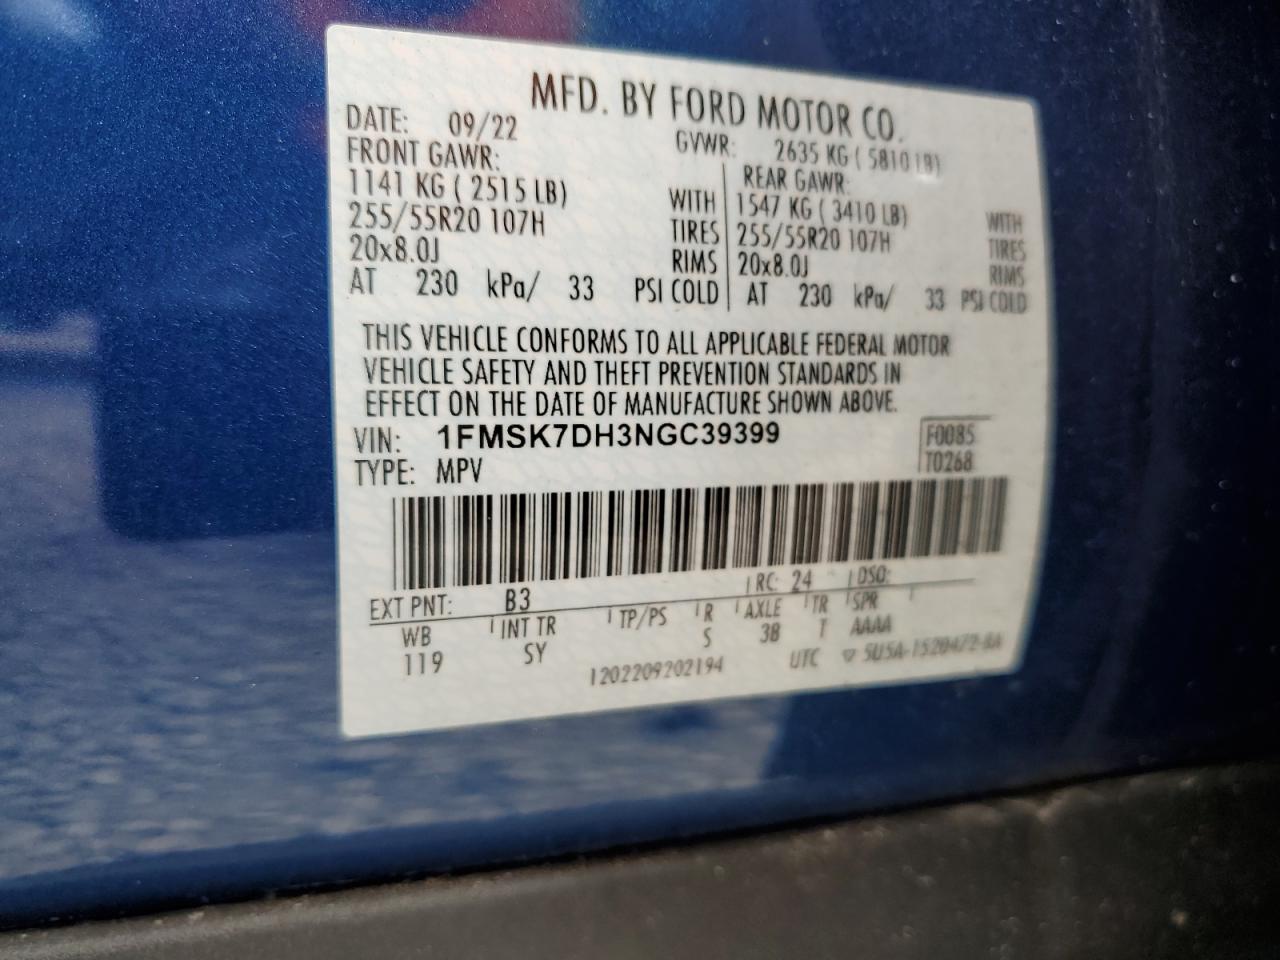 MFD. BY FORD MOTOR CO.
DATE: 09/22 GVWR: 2635 KG ( 5810 LB)
FRONT GAWR: REAR GAWR:
1141 KG ( 2515 LB) WITH 1547 KG ( 3410 LB) WITH
255/55R20 107H TIRES 255/55R20 107H TIRES
20x8.0J RIMS 20x8.0J RIMS
AT 230 kPa/ 33 PSI COLD AT 230 kPa/ 33 PSI COLD
THIS VEHICLE CONFORMS TO ALL APPLICABLE FEDERAL MOTOR
VEHICLE SAFETY AND THEFT PREVENTION STANDARDS IN
EFFECT ON THE DATE OF MANUFACTURE SHOWN ABOVE.
VIN: 1FMSK7DH3NGC39399 F0085
TYPE: MPV T0268
EXT PNT: B3 RC: 24 DSO:
WB INT TR TP/PS R AXLE TR SPR
119 SY S 38 T AAAA
1202209202194 UTC ▽ 5U5A-1520472-BA